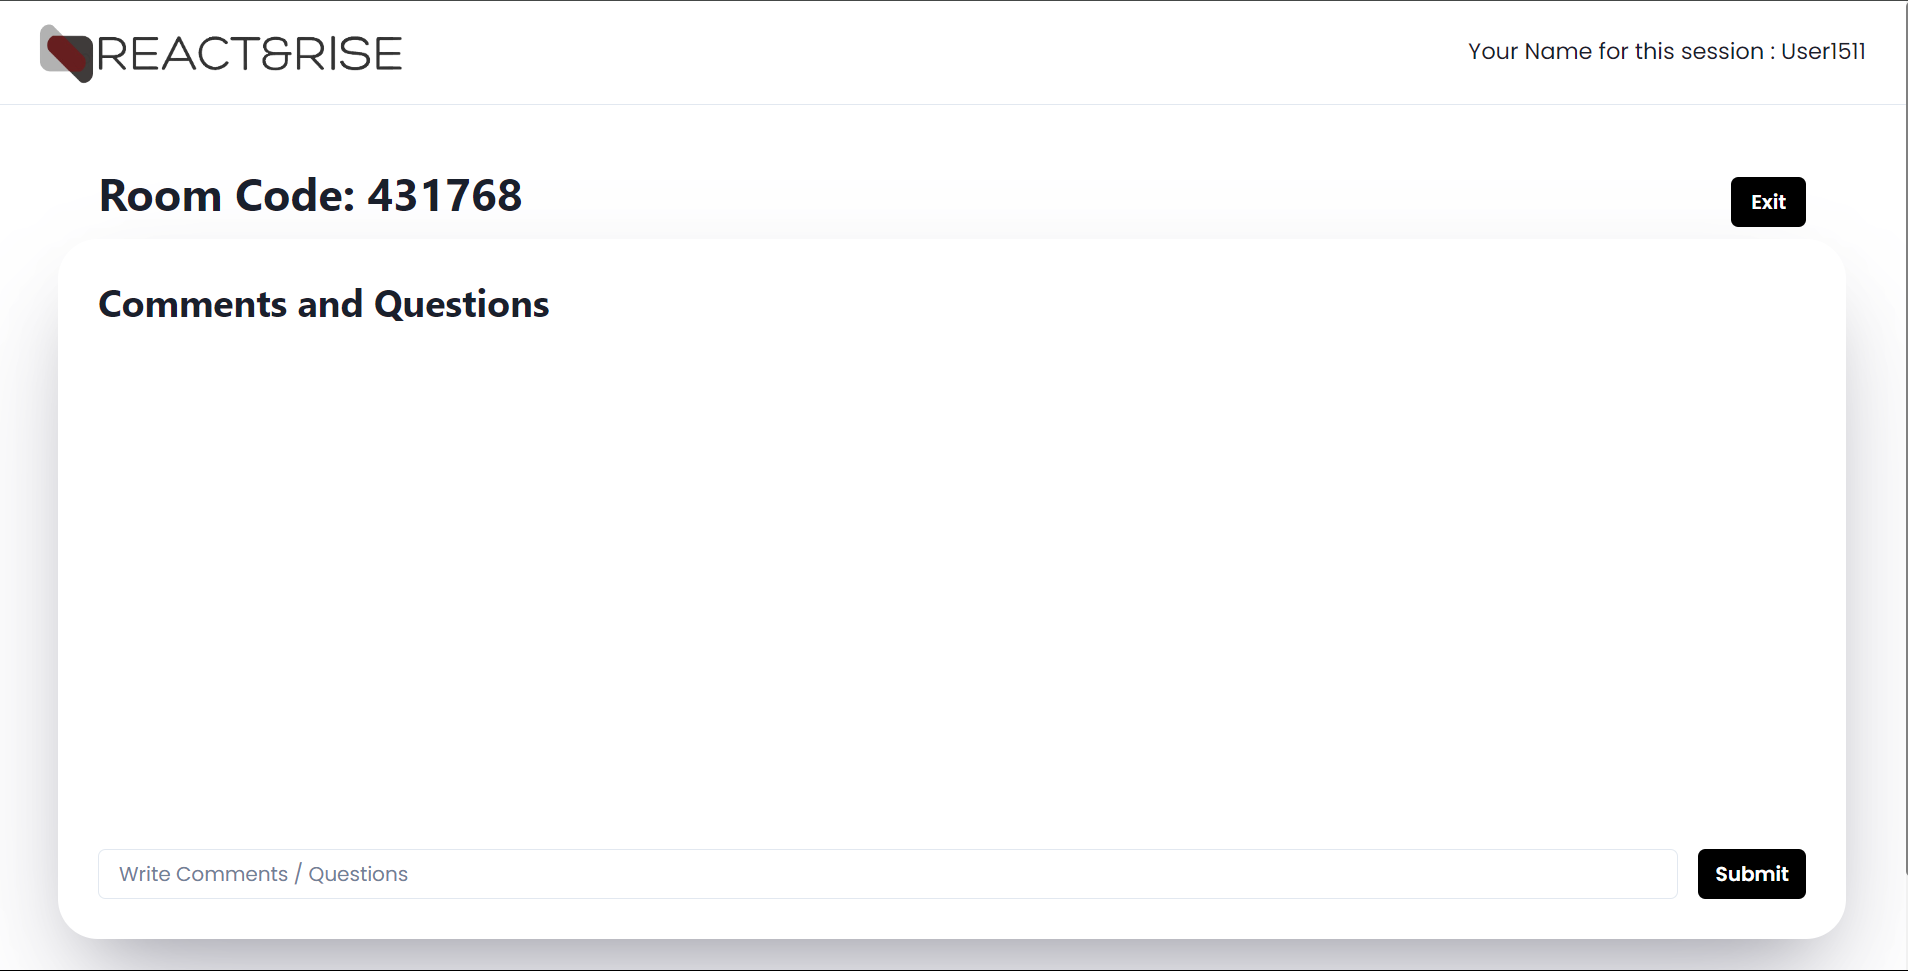 REACT&RISE
Your Name for this session : User1511
Room Code: 431768
Exit
Comments and Questions
Write Comments / Questions
Submit